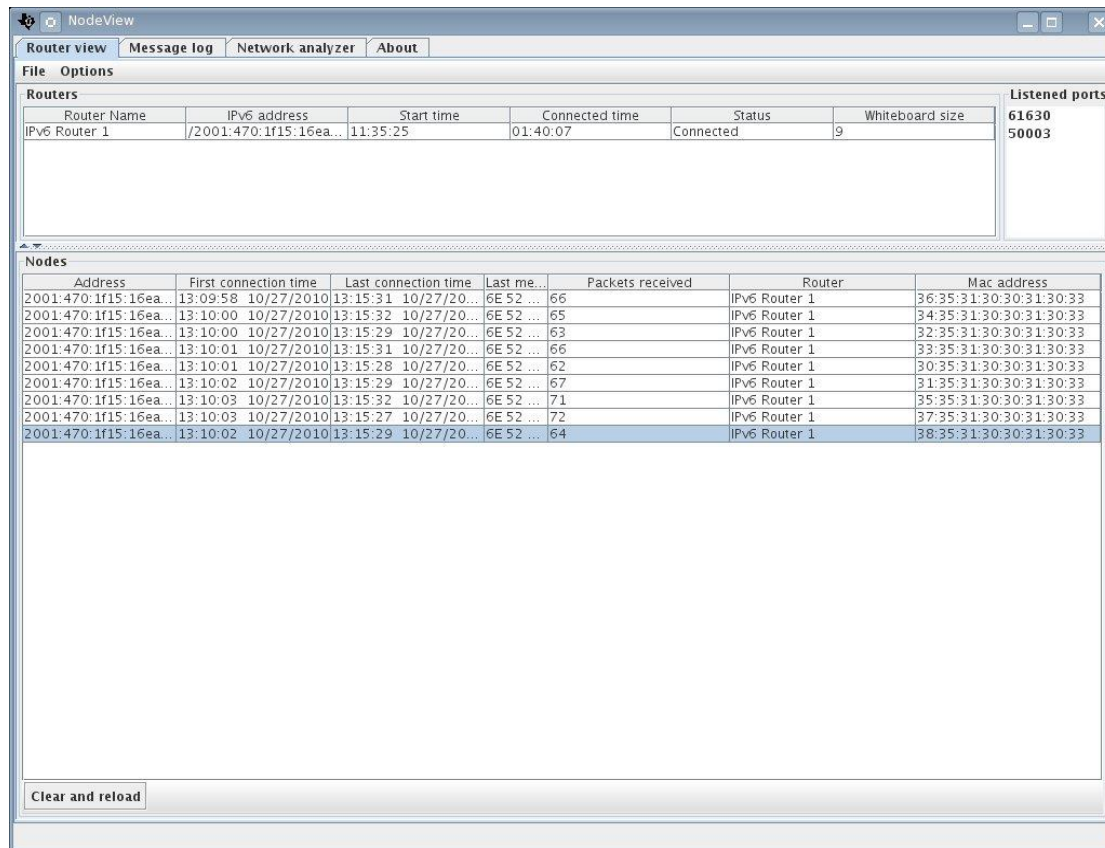 NodeView
Router view Message log Network analyzer About
File Options
Routers Listened ports
Router Name IPv6 address Start time Connected time Status Whiteboard size
IPv6 Router 1 /2001:470:1f15:16ea... 11:35:25 01:40:07 Connected 9
61630
50003
Nodes
Address First connection time Last connection time Last me... Packets received Router Mac address
2001:470:1f15:16ea... 13:09:58 10/27/2010 13:15:31 10/27/20... 6E 52 ... 66 IPv6 Router 1 36:35:31:30:30:31:30:33
2001:470:1f15:16ea... 13:10:00 10/27/2010 13:15:32 10/27/20... 6E 52 ... 65 IPv6 Router 1 34:35:31:30:30:31:30:33
2001:470:1f15:16ea... 13:10:00 10/27/2010 13:15:29 10/27/20... 6E 52 ... 63 IPv6 Router 1 32:35:31:30:30:31:30:33
2001:470:1f15:16ea... 13:10:01 10/27/2010 13:15:31 10/27/20... 6E 52 ... 66 IPv6 Router 1 33:35:31:30:30:31:30:33
2001:470:1f15:16ea... 13:10:01 10/27/2010 13:15:28 10/27/20... 6E 52 ... 62 IPv6 Router 1 30:35:31:30:30:31:30:33
2001:470:1f15:16ea... 13:10:02 10/27/2010 13:15:29 10/27/20... 6E 52 ... 67 IPv6 Router 1 31:35:31:30:30:31:30:33
2001:470:1f15:16ea... 13:10:03 10/27/2010 13:15:32 10/27/20... 6E 52 ... 71 IPv6 Router 1 35:35:31:30:30:31:30:33
2001:470:1f15:16ea... 13:10:03 10/27/2010 13:15:27 10/27/20... 6E 52 ... 72 IPv6 Router 1 37:35:31:30:30:31:30:33
2001:470:1f15:16ea... 13:10:02 10/27/2010 13:15:29 10/27/20... 6E 52 ... 64 IPv6 Router 1 38:35:31:30:30:31:30:33
Clear and reload